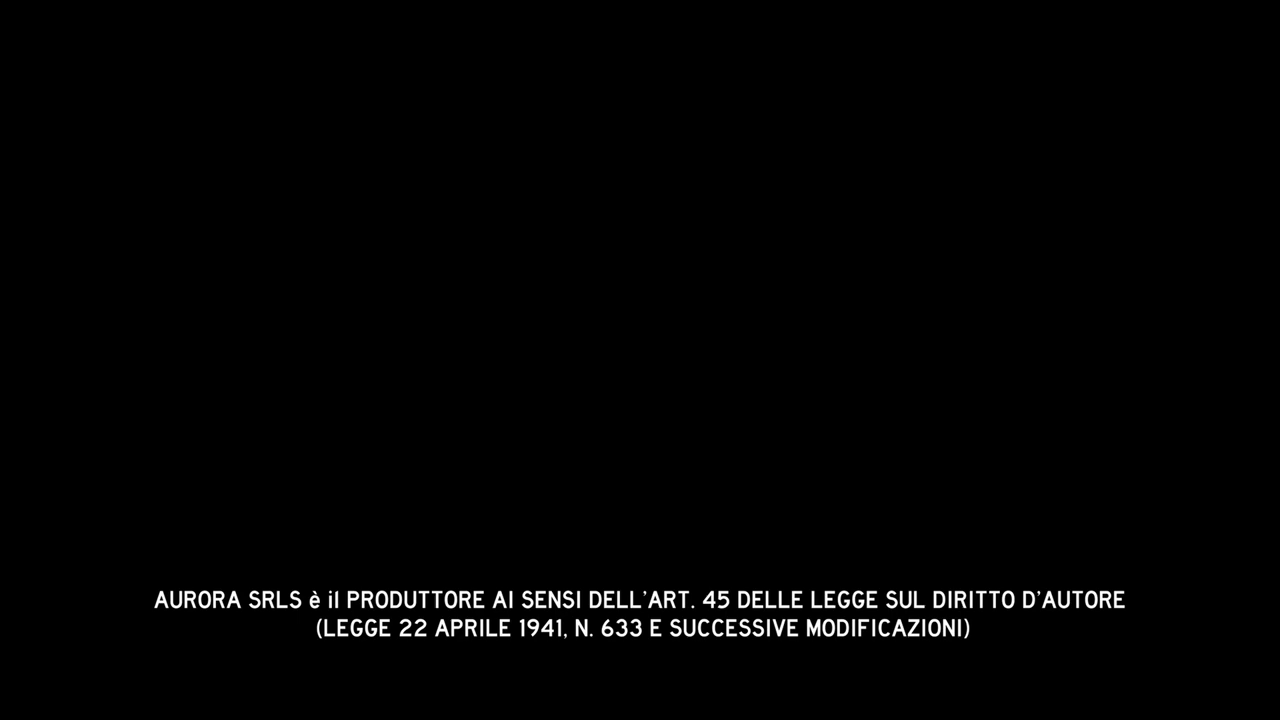 AURORA SRLS è il PRODUTTORE AI SENSI DELL’ART. 45 DELLE LEGGE SUL DIRITTO D’AUTORE
(LEGGE 22 APRILE 1941, N. 633 E SUCCESSIVE MODIFICAZIONI)